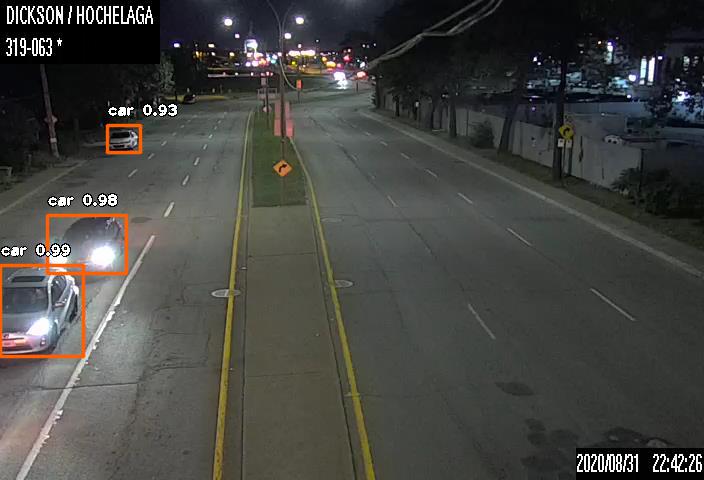 DICKSON / HOCHELAGA
319-063 *
car 0.93
car 0.98
car 0.99
2020/08/31 22:42:26